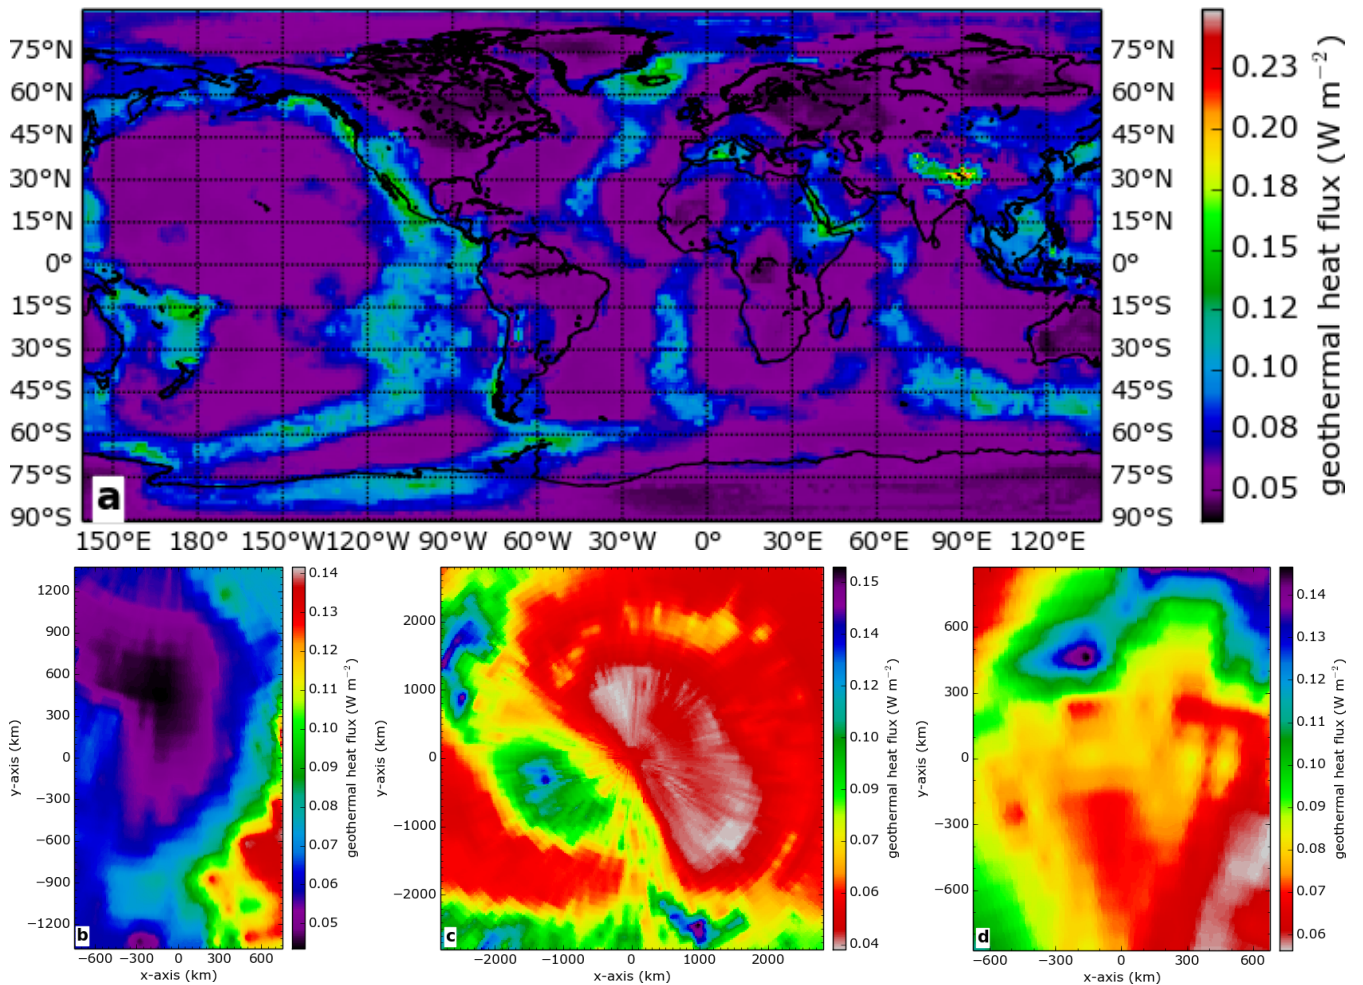 75°N
60°N
45°N
30°N
15°N
0°
15°S
30°S
45°S
60°S
75°S
90°S
75°N
60°N
45°N
30°N
15°N
0°
15°S
30°S
45°S
60°S
75°S
90°S
150°E 180° 150°W 120°W 90°W 60°W 30°W 0° 30°E 60°E 90°E 120°E
a
0.23
0.20
0.18
0.15
0.12
0.10
0.08
0.05
geothermal heat flux (W m⁻²)
1200
900
600
300
0
−300
−600
−900
−1200
y-axis (km)
−600 −300 0 300 600
x-axis (km)
b
0.14
0.13
0.12
0.11
0.10
0.09
0.08
0.07
0.06
0.05
geothermal heat flux (W m⁻²)
2000
1000
0
−1000
−2000
y-axis (km)
−2000 −1000 0 1000 2000
x-axis (km)
c
0.15
0.14
0.12
0.10
0.09
0.07
0.06
0.04
geothermal heat flux (W m⁻²)
600
300
0
−300
−600
y-axis (km)
−600 −300 0 300 600
x-axis (km)
d
0.14
0.13
0.12
0.11
0.10
0.09
0.08
0.07
0.06
geothermal heat flux (W m⁻²)